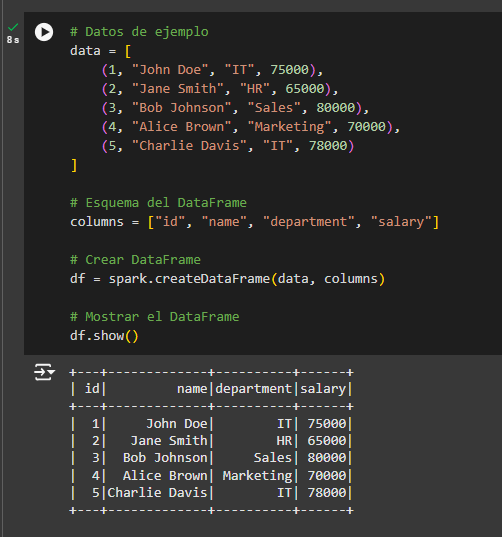 8s
# Datos de ejemplo
data = [
    (1, "John Doe", "IT", 75000),
    (2, "Jane Smith", "HR", 65000),
    (3, "Bob Johnson", "Sales", 80000),
    (4, "Alice Brown", "Marketing", 70000),
    (5, "Charlie Davis", "IT", 78000)
]
# Esquema del DataFrame
columns = ["id", "name", "department", "salary"]
# Crear DataFrame
df = spark.createDataFrame(data, columns)
# Mostrar el DataFrame
df.show()
+---+-------------+----------+------+
| id|         name|department|salary|
+---+-------------+----------+------+
|  1|     John Doe|        IT| 75000|
|  2|   Jane Smith|        HR| 65000|
|  3|  Bob Johnson|     Sales| 80000|
|  4|  Alice Brown| Marketing| 70000|
|  5|Charlie Davis|        IT| 78000|
+---+-------------+----------+------+